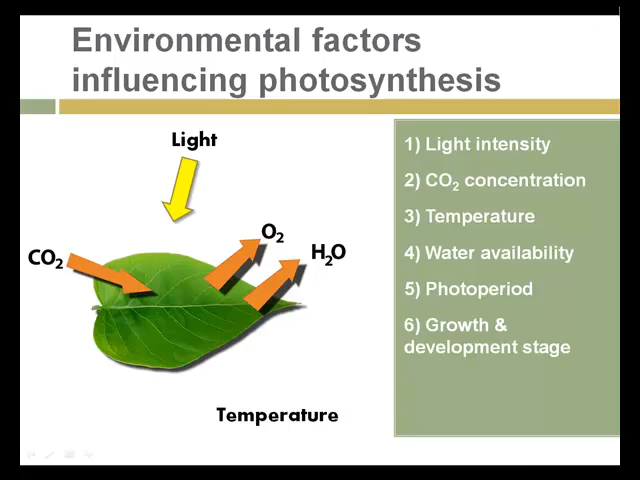 Environmental factors
influencing photosynthesis
Light
CO₂
O₂
H₂O
Temperature
1) Light intensity
2) CO₂ concentration
3) Temperature
4) Water availability
5) Photoperiod
6) Growth &
development stage